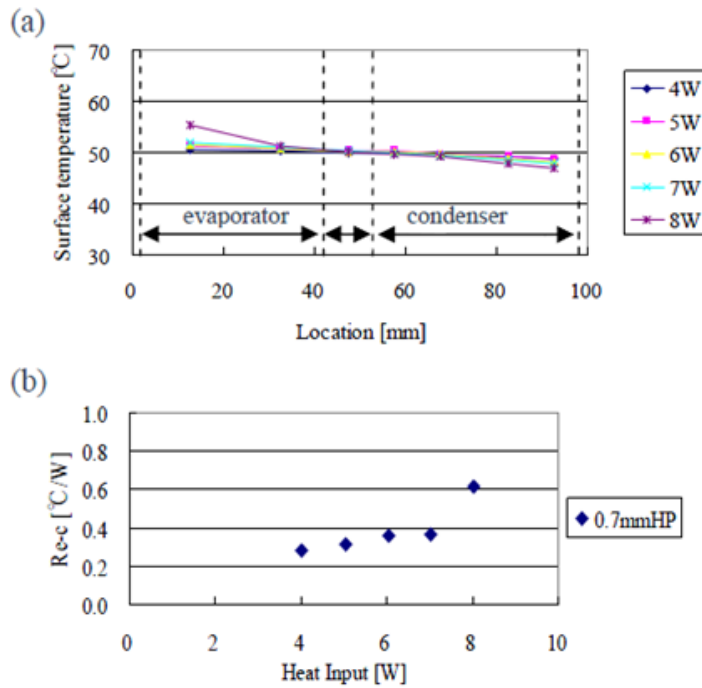 (a)
Surface temperature [℃]
70
60
50
40
30
evaporator
condenser
0
20
40
60
80
100
Location [mm]
4W
5W
6W
7W
8W
(b)
Re-c [℃/W]
1.0
0.8
0.6
0.4
0.2
0.0
0
2
4
6
8
10
Heat Input [W]
0.7mmHP